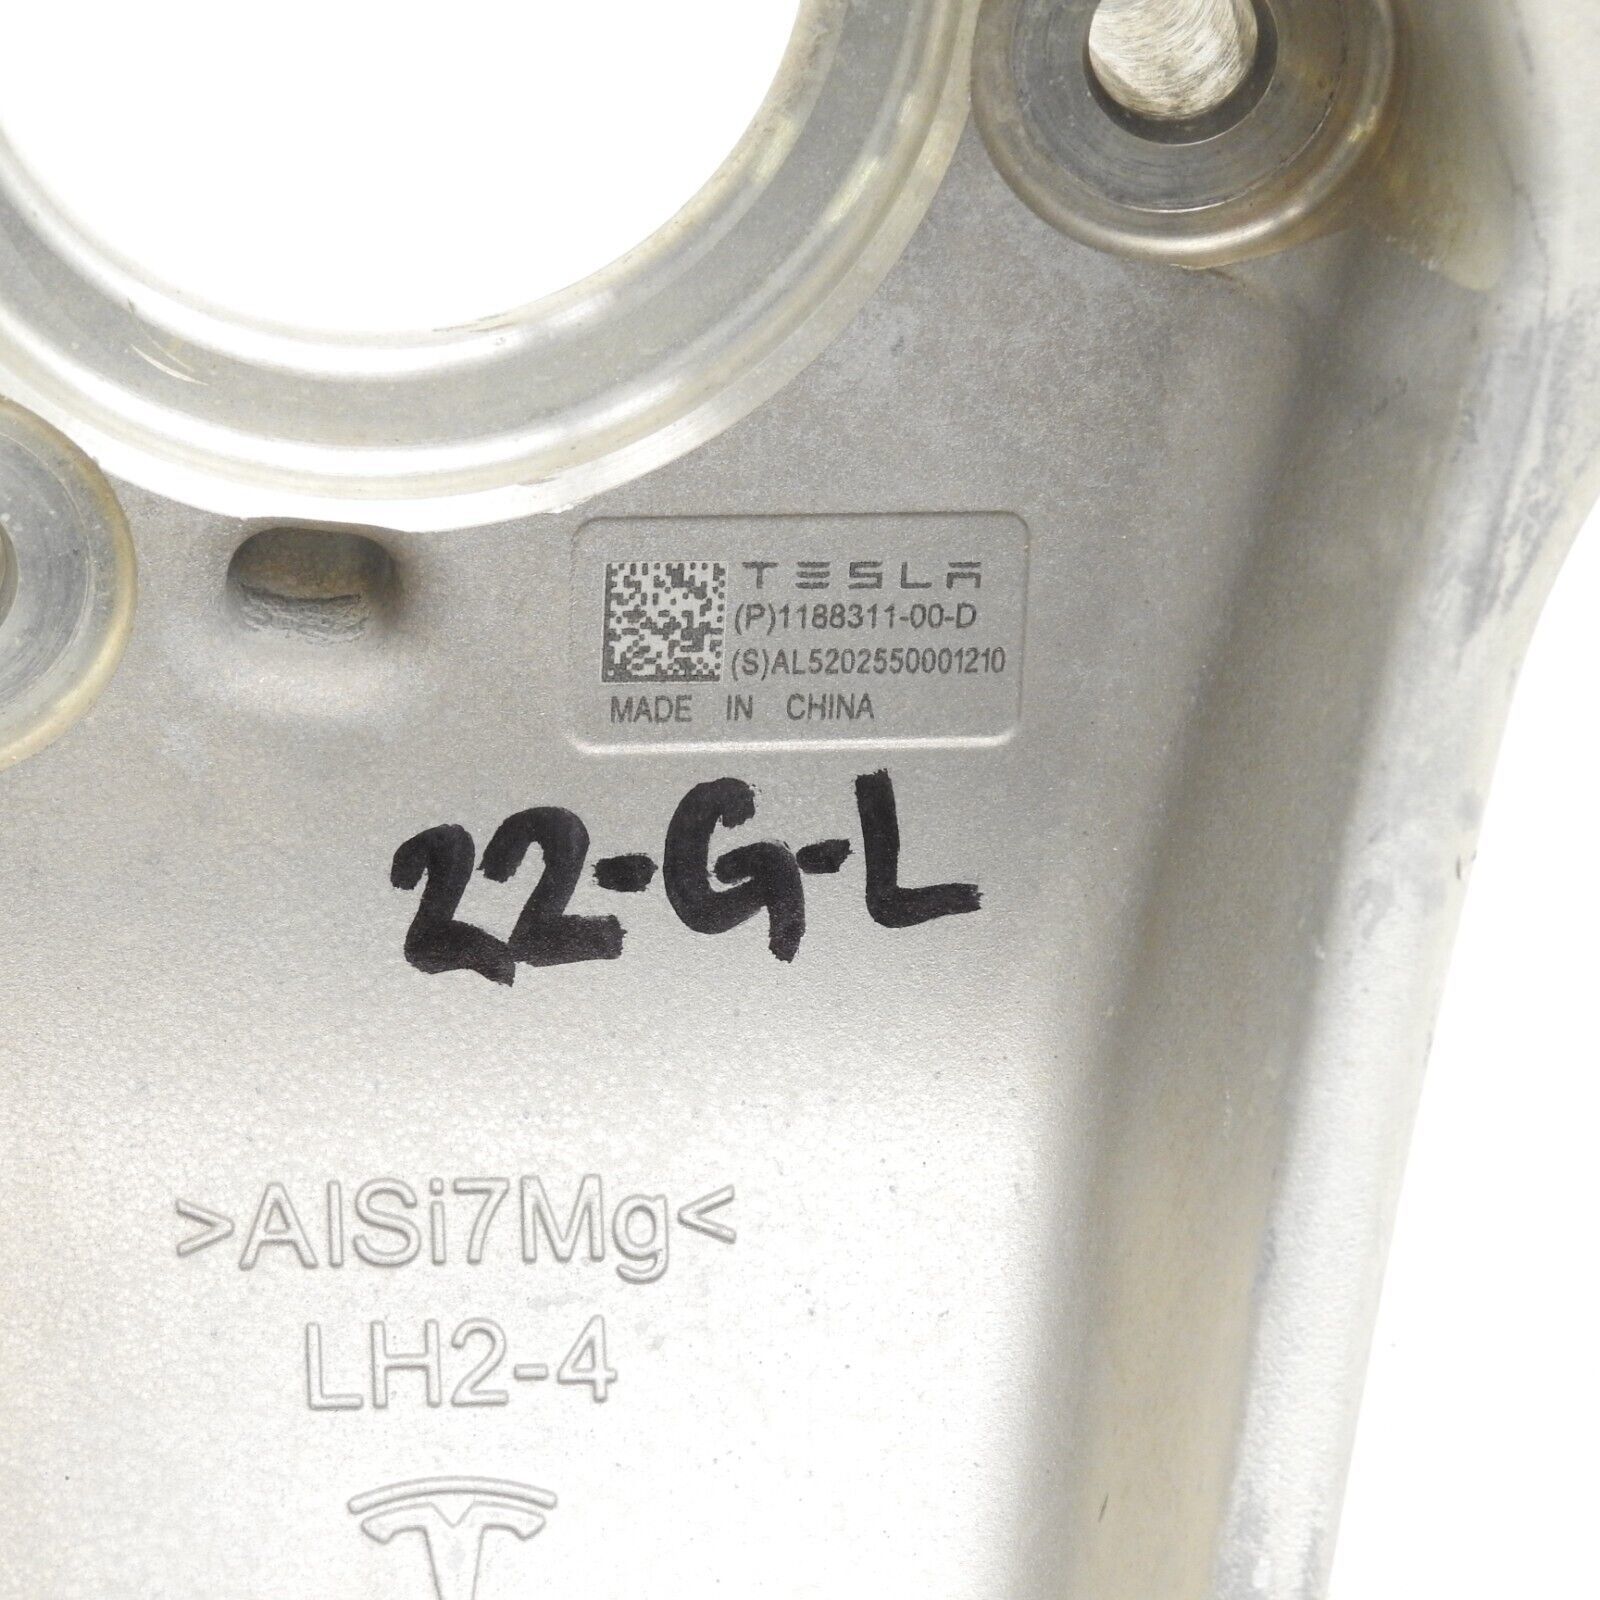 TESLA
(P)1188311-00-D
(S)AL5202550001210
MADE IN CHINA
22-G-L
>AlSi7Mg<
LH2-4